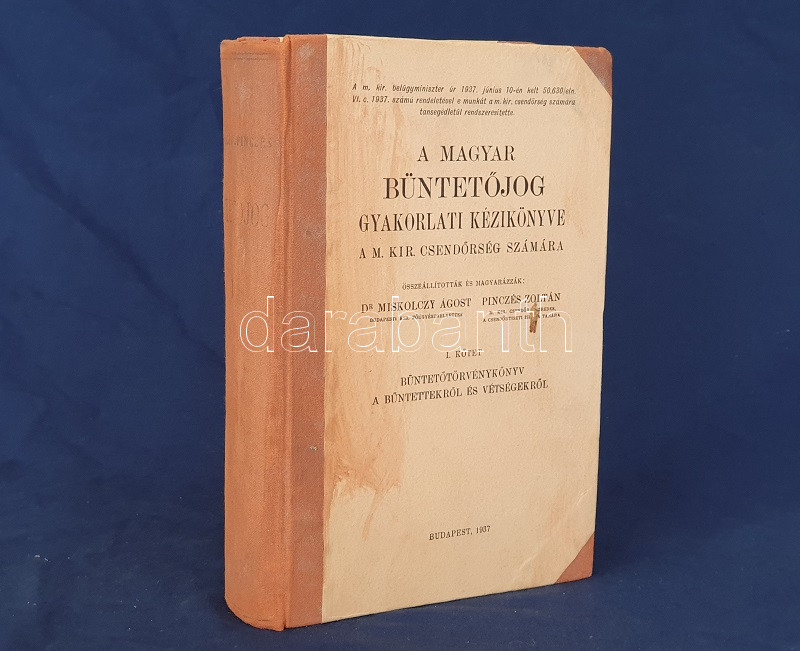 A m. kir. belügyminiszter úr 1937. június 10-én kelt 50.630/eln.
VI. c. 1937. számú rendeletével e munkát a m. kir. csendőrség számára
tansegédletül rendszeresítette.
A MAGYAR
BÜNTETŐJOG
GYAKORLATI KÉZIKÖNYVE
A M. KIR. CSENDŐRSÉG SZÁMÁRA
ÖSSZEÁLLÍTOTTÁK ÉS MAGYARÁZZÁK:
DR MISKOLCZY ÁGOST PINCZÉS ZOLTÁN
darabanth
I. KÖTET
BÜNTETŐTÖRVÉNYKÖNYV
A BŰNTETTEKRŐL ÉS VÉTSÉGEKRŐL
BUDAPEST, 1937